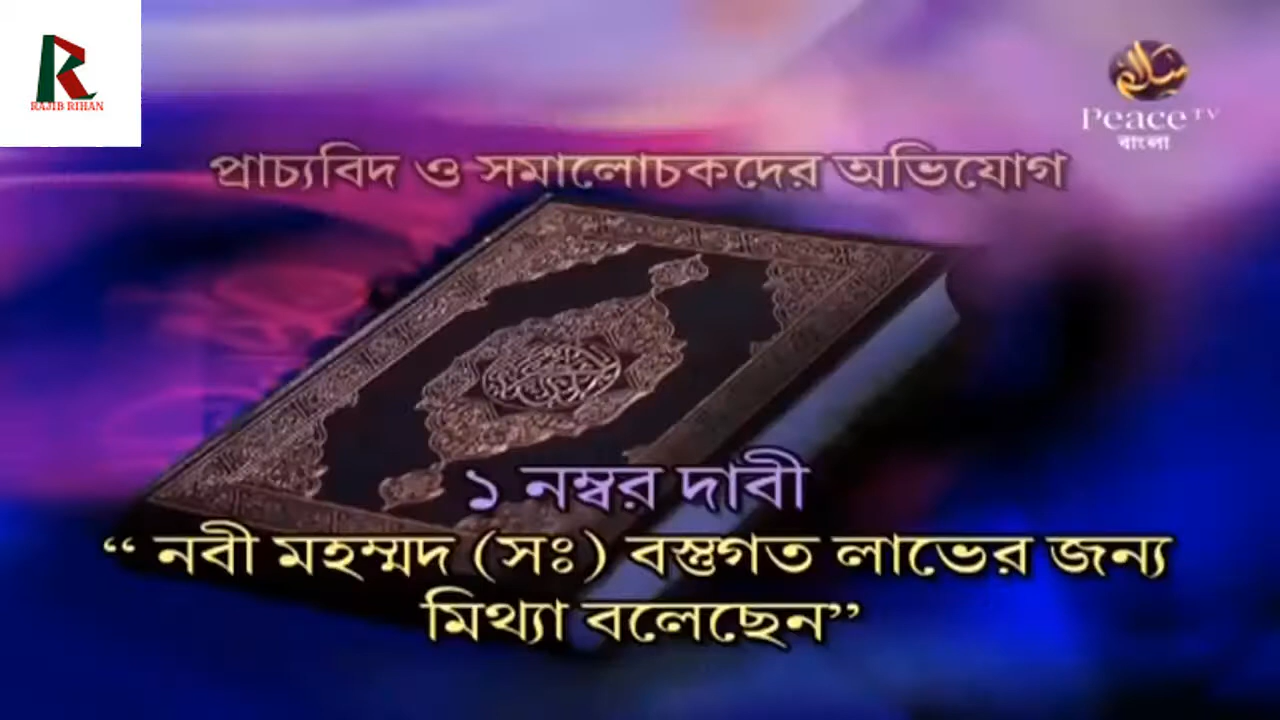 RAJIB RIHAN
Peace TV
বাংলা
প্রাচ্যবিদ ও সমালোচকদের অভিযোগ
১ নম্বর দাবী
“ নবী মহম্মদ (সঃ) বস্তুগত লাভের জন্য
মিথ্যা বলেছেন”